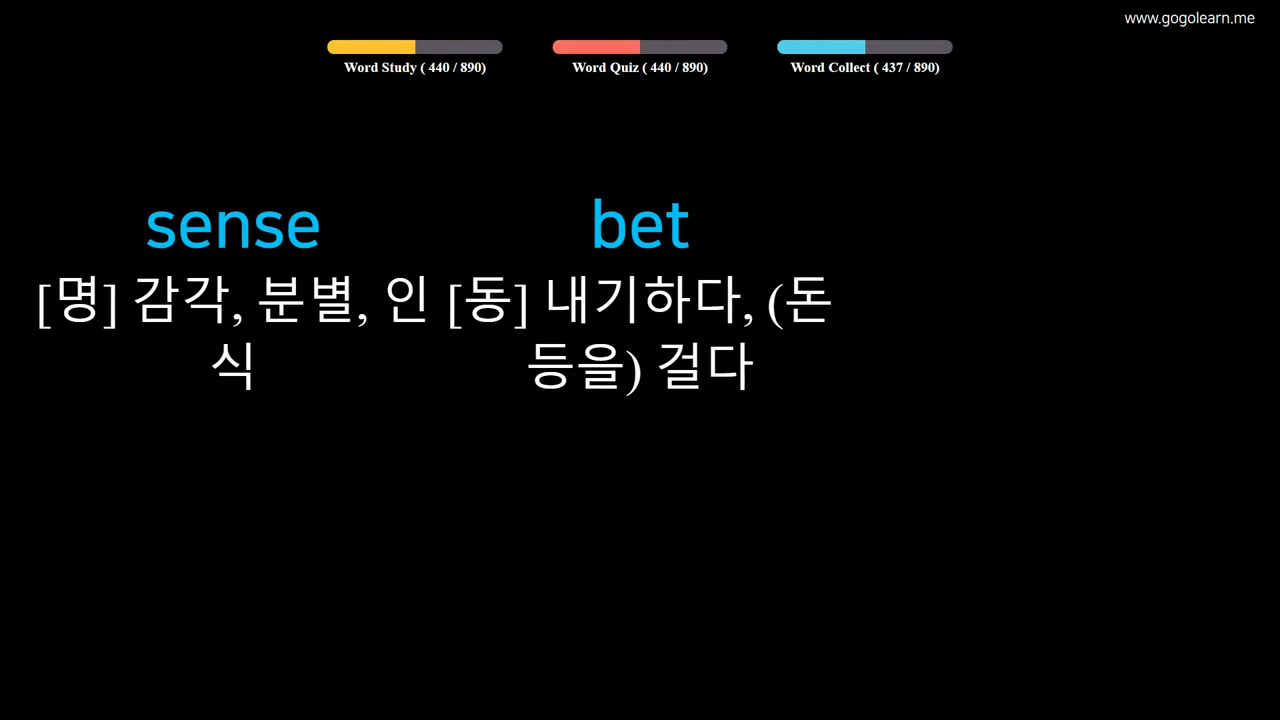 www.gogolearn.me
Word Study ( 440 / 890)
Word Quiz ( 440 / 890)
Word Collect ( 437 / 890)
sense
[명] 감각, 분별, 인
식
bet
[동] 내기하다, (돈
등을) 걸다